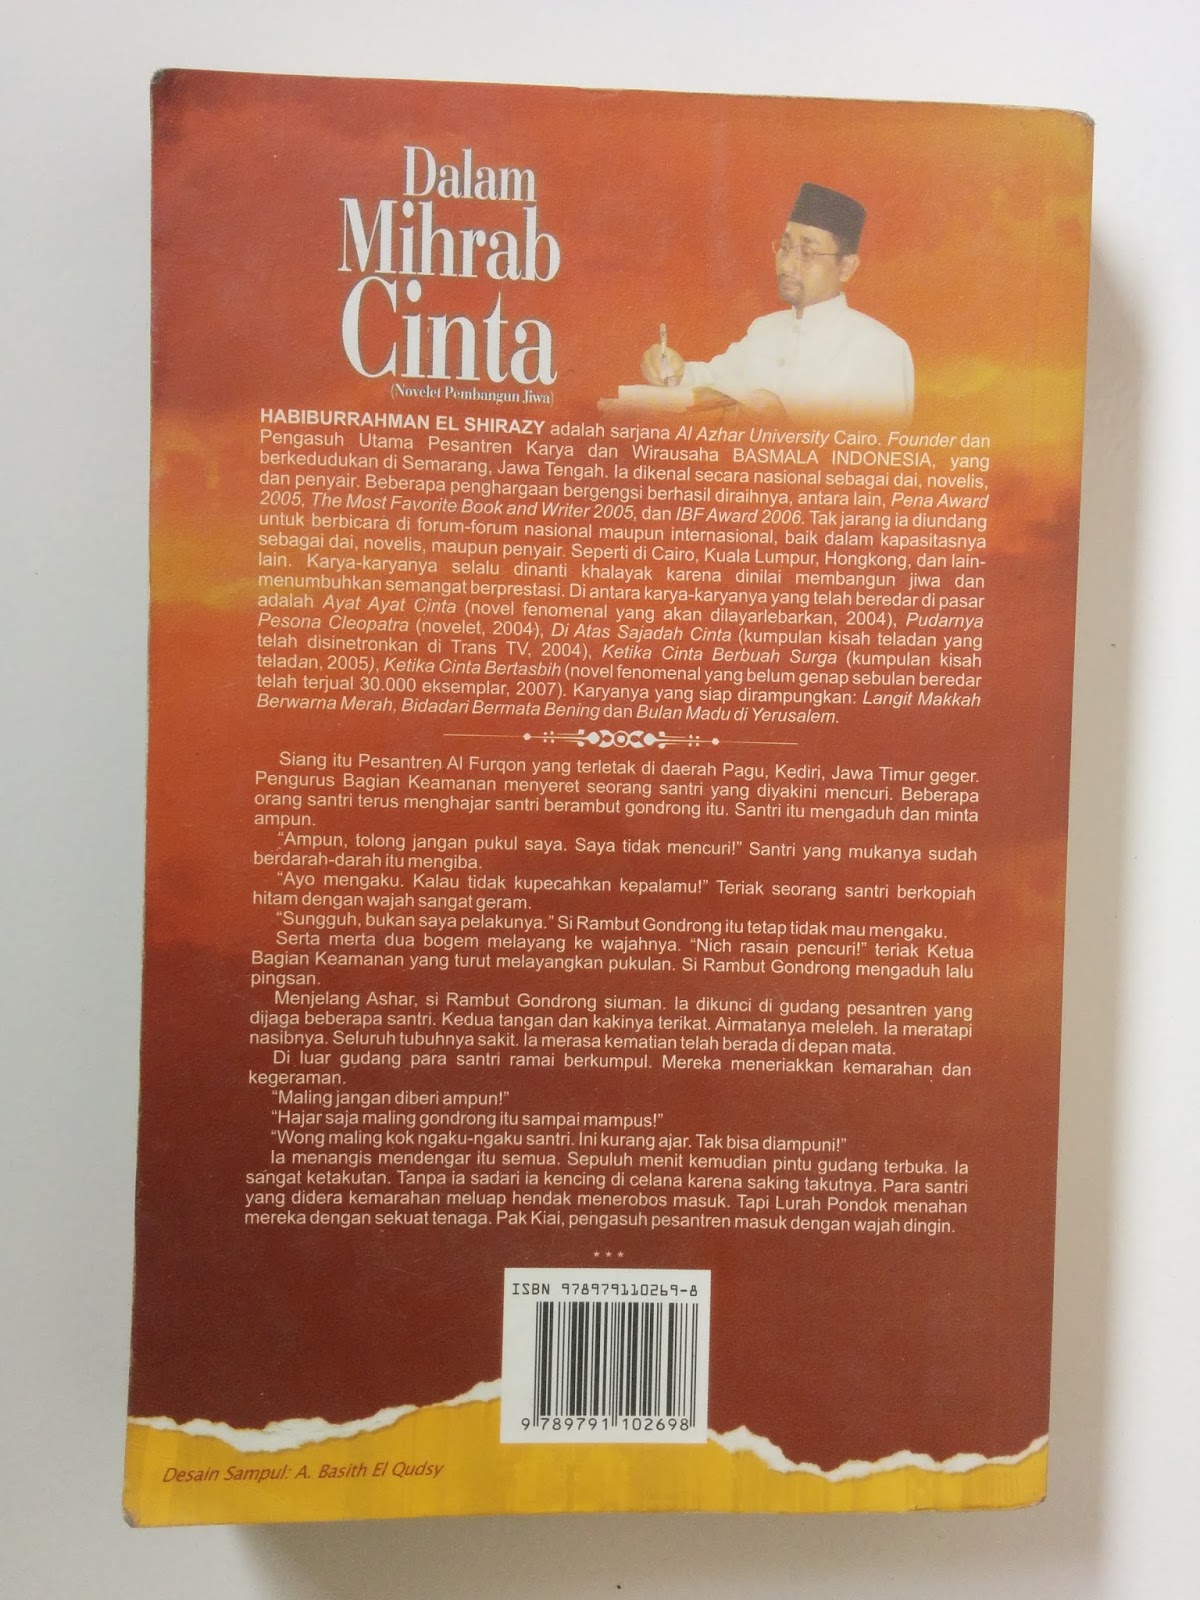 Dalam
Mihrab
Cinta
(Novelet Pembangun Jiwa)
HABIBURRAHMAN EL SHIRAZY adalah sarjana Al Azhar University Cairo. Founder dan
Pengasuh Utama Pesantren Karya dan Wirausaha BASMALA INDONESIA, yang
berkedudukan di Semarang, Jawa Tengah. Ia dikenal secara nasional sebagai dai, novelis,
dan penyair. Beberapa penghargaan bergengsi berhasil diraihnya, antara lain, Pena Award
2005, The Most Favorite Book and Writer 2005, dan IBF Award 2006. Tak jarang ia diundang
untuk berbicara di forum-forum nasional maupun internasional, baik dalam kapasitasnya
sebagai dai, novelis, maupun penyair. Seperti di Cairo, Kuala Lumpur, Hongkong, dan lain-
lain. Karya-karyanya selalu dinanti khalayak karena dinilai membangun jiwa dan
menumbuhkan semangat berprestasi. Di antara karya-karyanya yang telah beredar di pasar
adalah Ayat Ayat Cinta (novel fenomenal yang akan dilayarlebarkan, 2004), Pudarnya
Pesona Cleopatra (novelet, 2004), Di Atas Sajadah Cinta (kumpulan kisah teladan yang
telah disinetronkan di Trans TV, 2004), Ketika Cinta Berbuah Surga (kumpulan kisah
teladan, 2005), Ketika Cinta Bertasbih (novel fenomenal yang belum genap sebulan beredar
telah terjual 30.000 eksemplar, 2007). Karyanya yang siap dirampungkan: Langit Makkah
Berwarna Merah, Bidadari Bermata Bening dan Bulan Madu di Yerusalem.
Siang itu Pesantren Al Furqon yang terletak di daerah Pagu, Kediri, Jawa Timur geger.
Pengurus Bagian Keamanan menyeret seorang santri yang diyakini mencuri. Beberapa
orang santri terus menghajar santri berambut gondrong itu. Santri itu mengaduh dan minta
ampun.
“Ampun, tolong jangan pukul saya. Saya tidak mencuri!” Santri yang mukanya sudah
berdarah-darah itu mengiba.
“Ayo mengaku. Kalau tidak kupecahkan kepalamu!” Teriak seorang santri berkopiah
hitam dengan wajah sangat geram.
“Sungguh, bukan saya pelakunya.” Si Rambut Gondrong itu tetap tidak mau mengaku.
Serta merta dua bogem melayang ke wajahnya. “Nich rasain pencuri!” teriak Ketua
Bagian Keamanan yang turut melayangkan pukulan. Si Rambut Gondrong mengaduh lalu
pingsan.
Menjelang Ashar, si Rambut Gondrong siuman. Ia dikunci di gudang pesantren yang
dijaga beberapa santri. Kedua tangan dan kakinya terikat. Airmatanya meleleh. Ia meratapi
nasibnya. Seluruh tubuhnya sakit. Ia merasa kematian telah berada di depan mata.
Di luar gudang para santri ramai berkumpul. Mereka meneriakkan kemarahan dan
kegeraman.
“Maling jangan diberi ampun!”
“Hajar saja maling gondrong itu sampai mampus!”
“Wong maling kok ngaku-ngaku santri. Ini kurang ajar. Tak bisa diampuni!”
Ia menangis mendengar itu semua. Sepuluh menit kemudian pintu gudang terbuka. Ia
sangat ketakutan. Tanpa ia sadari ia kencing di celana karena saking takutnya. Para santri
yang didera kemarahan meluap hendak menerobos masuk. Tapi Lurah Pondok menahan
mereka dengan sekuat tenaga. Pak Kiai, pengasuh pesantren masuk dengan wajah dingin.
* * *
ISBN 978979110269-8
9 789791 102698
Desain Sampul: A. Basith El Qudsy